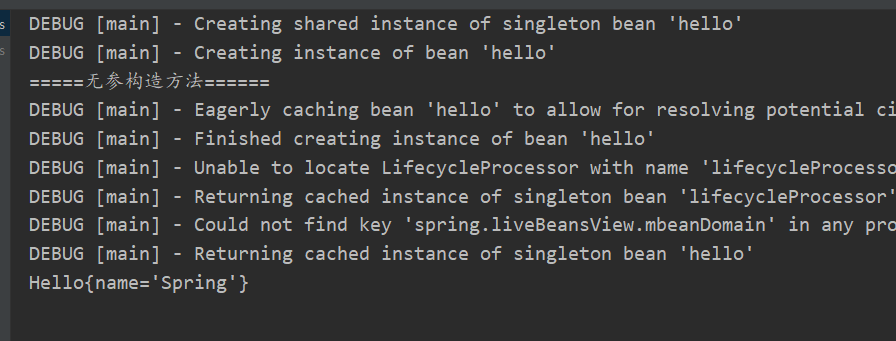 DEBUG [main] - Creating shared instance of singleton bean 'hello'
DEBUG [main] - Creating instance of bean 'hello'
=====无参构造方法======
DEBUG [main] - Eagerly caching bean 'hello' to allow for resolving potential ci
DEBUG [main] - Finished creating instance of bean 'hello'
DEBUG [main] - Unable to locate LifecycleProcessor with name 'lifecycleProcesso
DEBUG [main] - Returning cached instance of singleton bean 'lifecycleProcessor'
DEBUG [main] - Could not find key 'spring.liveBeansView.mbeanDomain' in any pro
DEBUG [main] - Returning cached instance of singleton bean 'hello'
Hello{name='Spring'}